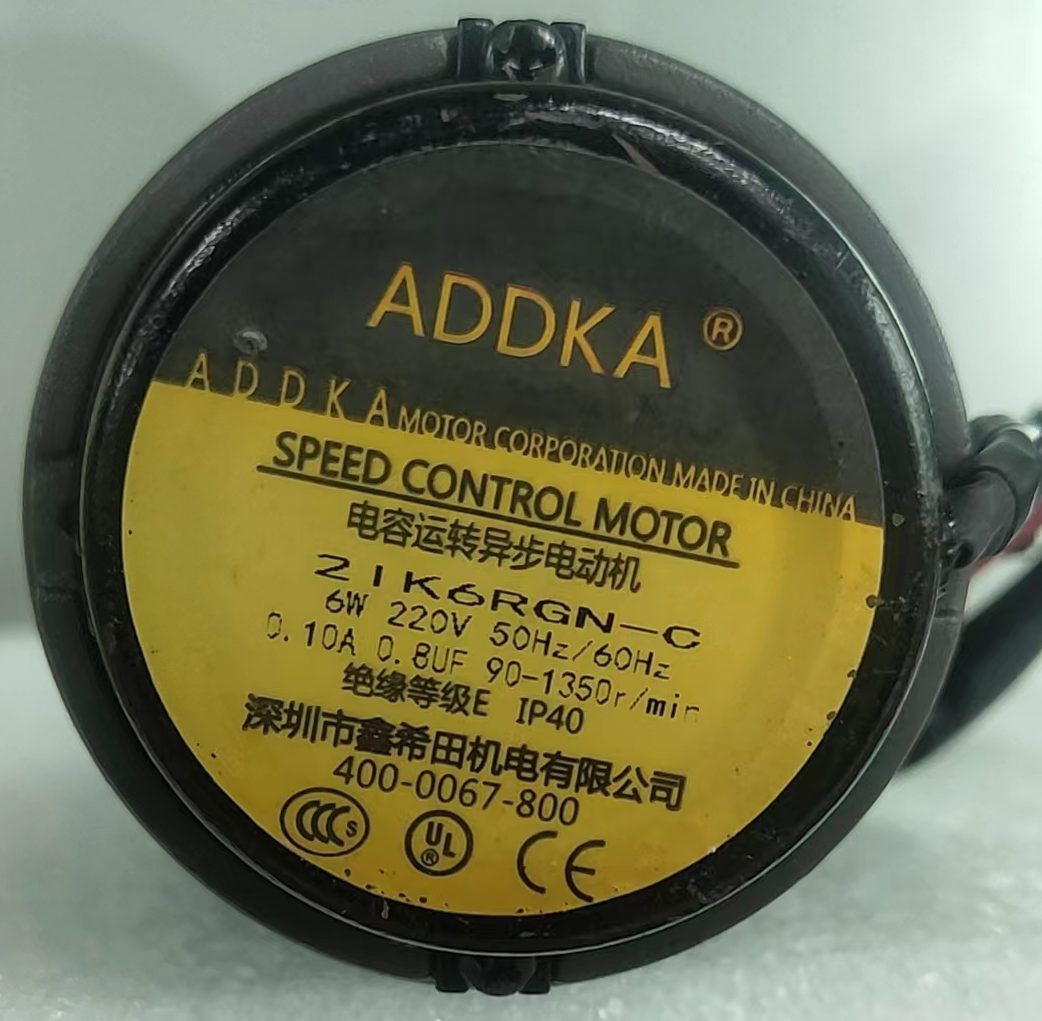 ADDKA ®
ADDKA MOTOR CORPORATION MADE IN CHINA
SPEED CONTROL MOTOR
电容运转异步电动机
2IK6RGN-C
6W 220V 50Hz/60Hz
0.10A 0.8UF 90-1350r/min
绝缘等级E IP40
深圳市鑫希田机电有限公司
400-0067-800
CCC S UL ® CE